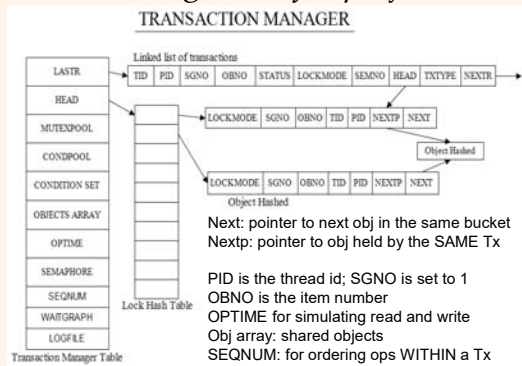 TRANSACTION MANAGER
Linked list of transactions
LASTR
TID PID SGNO OBNO STATUS LOCKMODE SEMNO HEAD TXTYPE NEXTR
HEAD
LOCKMODE SGNO OBNO TID PID NEXTP NEXT
MUTEXPOOL
CONDPOOL
Object Hashed
CONDITION SET
LOCKMODE SGNO OBNO TID PID NEXTP NEXT
Object Hashed
OBJECTS ARRAY
OPTIME
SEMAPHORE
SEQNUM
WAITGRAPH
LOGFILE
Lock Hash Table
Transaction Manager Table
Next: pointer to next obj in the same bucket
Nextp: pointer to obj held by the SAME Tx
PID is the thread id; SGNO is set to 1
OBNO is the item number
OPTIME for simulating read and write
Obj array: shared objects
SEQNUM: for ordering ops WITHIN a Tx